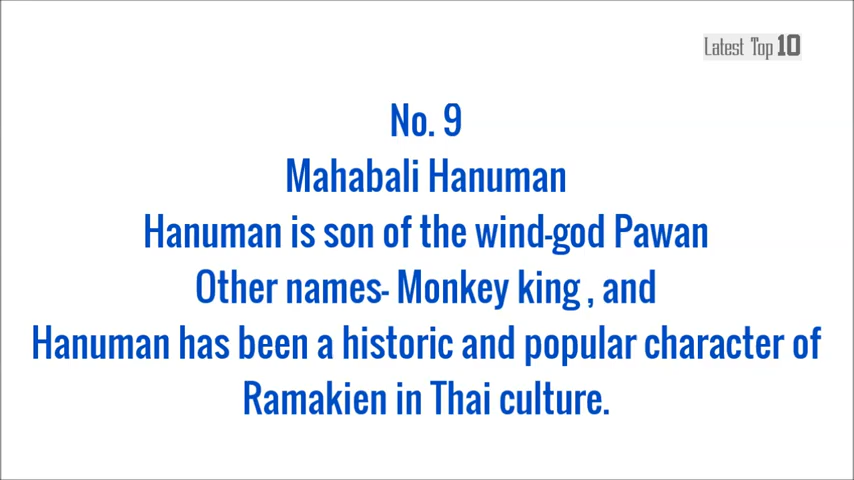 Latest Top 10
No. 9
Mahabali Hanuman
Hanuman is son of the wind-god Pawan
Other names- Monkey king , and
Hanuman has been a historic and popular character of
Ramakien in Thai culture.